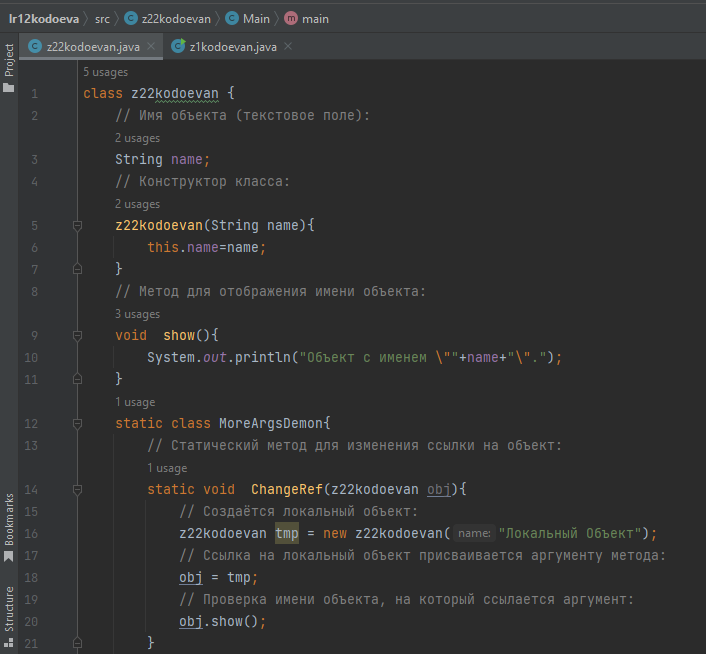 lr12kodoeva > src > z22kodoevan > Main > main
z22kodoevan.java × z1kodoevan.java ×
Project
Bookmarks
Structure
5 usages
1 class z22kodoevan {
2 // Имя объекта (текстовое поле):
2 usages
3 String name;
4 // Конструктор класса:
2 usages
5 z22kodoevan(String name){
6 this.name=name;
7 }
8 // Метод для отображения имени объекта:
3 usages
9 void  show(){
10 System.out.println("Объект с именем \""+name+"\".");
11 }
1 usage
12 static class MoreArgsDemon{
13 // Статический метод для изменения ссылки на объект:
1 usage
14 static void  ChangeRef(z22kodoevan obj){
15 // Создаётся локальный объект:
16 z22kodoevan tmp = new z22kodoevan( name: "Локальный Объект");
17 // Ссылка на локальный объект присваивается аргументу метода:
18 obj = tmp;
19 // Проверка имени объекта, на который ссылается аргумент:
20 obj.show();
21 }